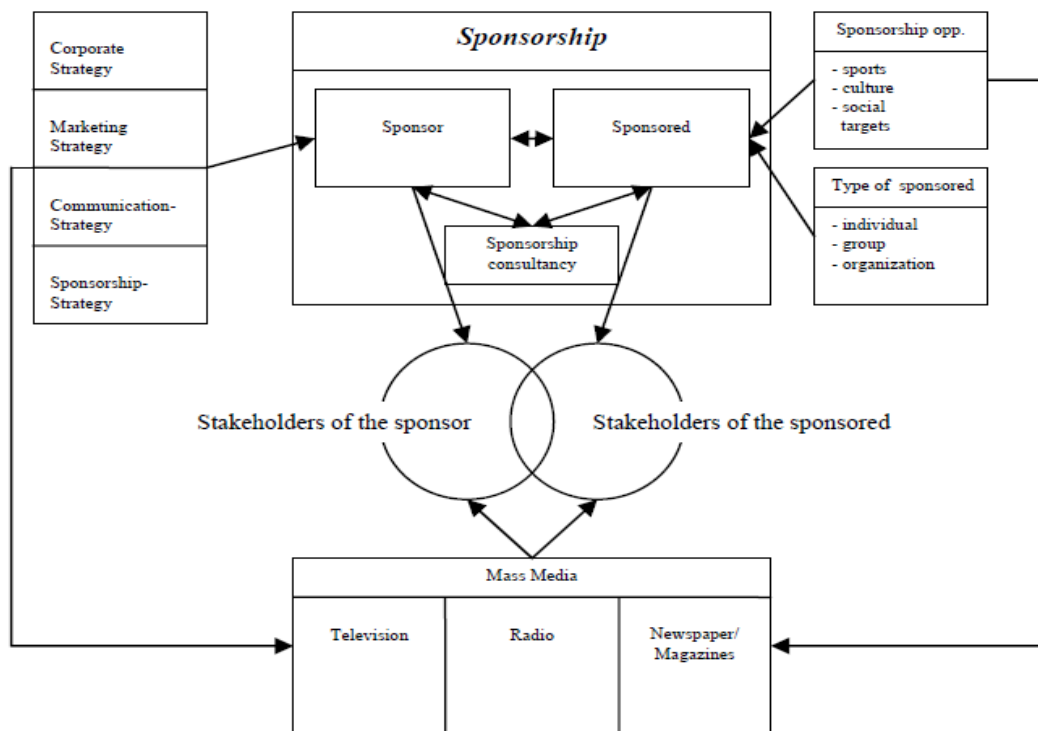 Corporate
Strategy
Marketing
Strategy
Communication-
Strategy
Sponsorship-
Strategy
Sponsorship
Sponsor
Sponsored
Sponsorship
consultancy
Sponsorship opp.
- sports
- culture
- social
targets
Type of sponsored
- individual
- group
- organization
Stakeholders of the sponsor
Stakeholders of the sponsored
Mass Media
Television
Radio
Newspaper/
Magazines